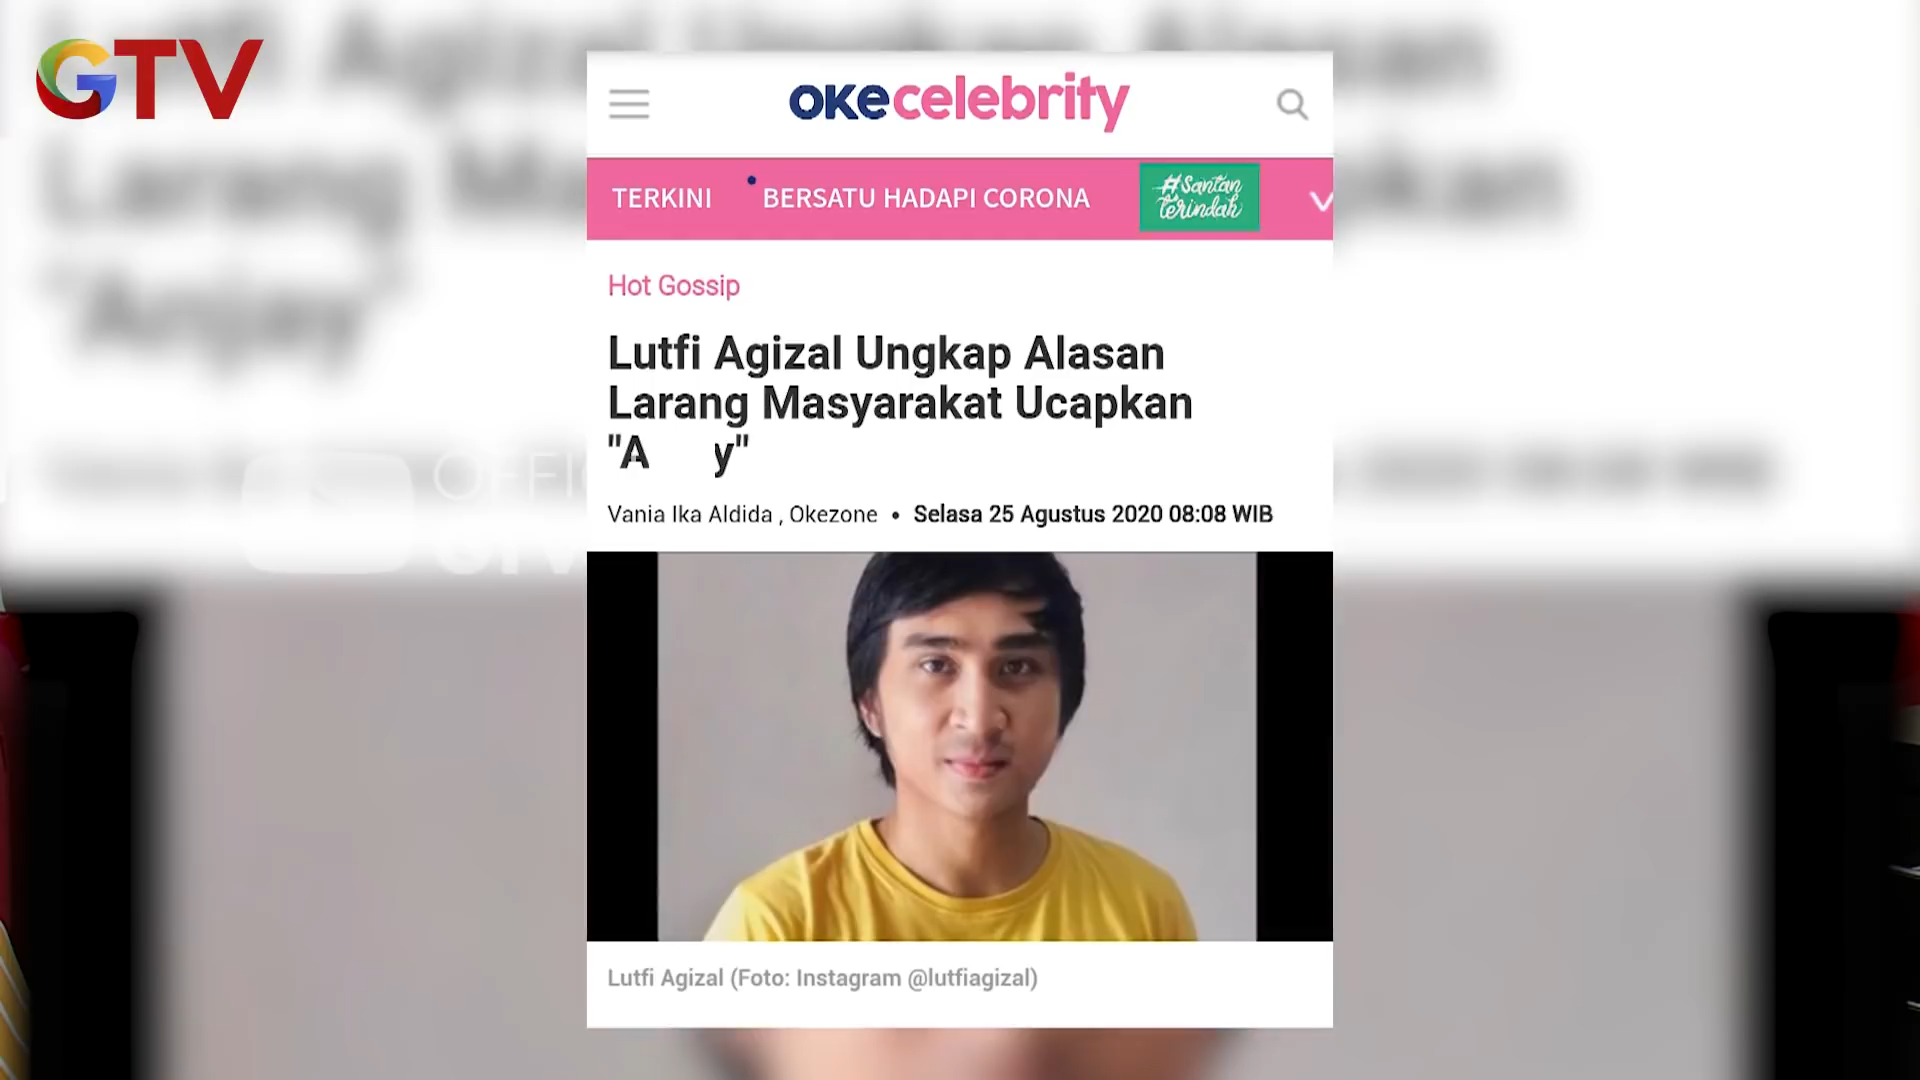 GTV
okecelebrity
TERKINI
BERSATU HADAPI CORONA
#Santan
terindah
Hot Gossip
Lutfi Agizal Ungkap Alasan
Larang Masyarakat Ucapkan
"A y"
Vania Ika Aldida , Okezone • Selasa 25 Agustus 2020 08:08 WIB
Lutfi Agizal (Foto: Instagram @lutfiagizal)